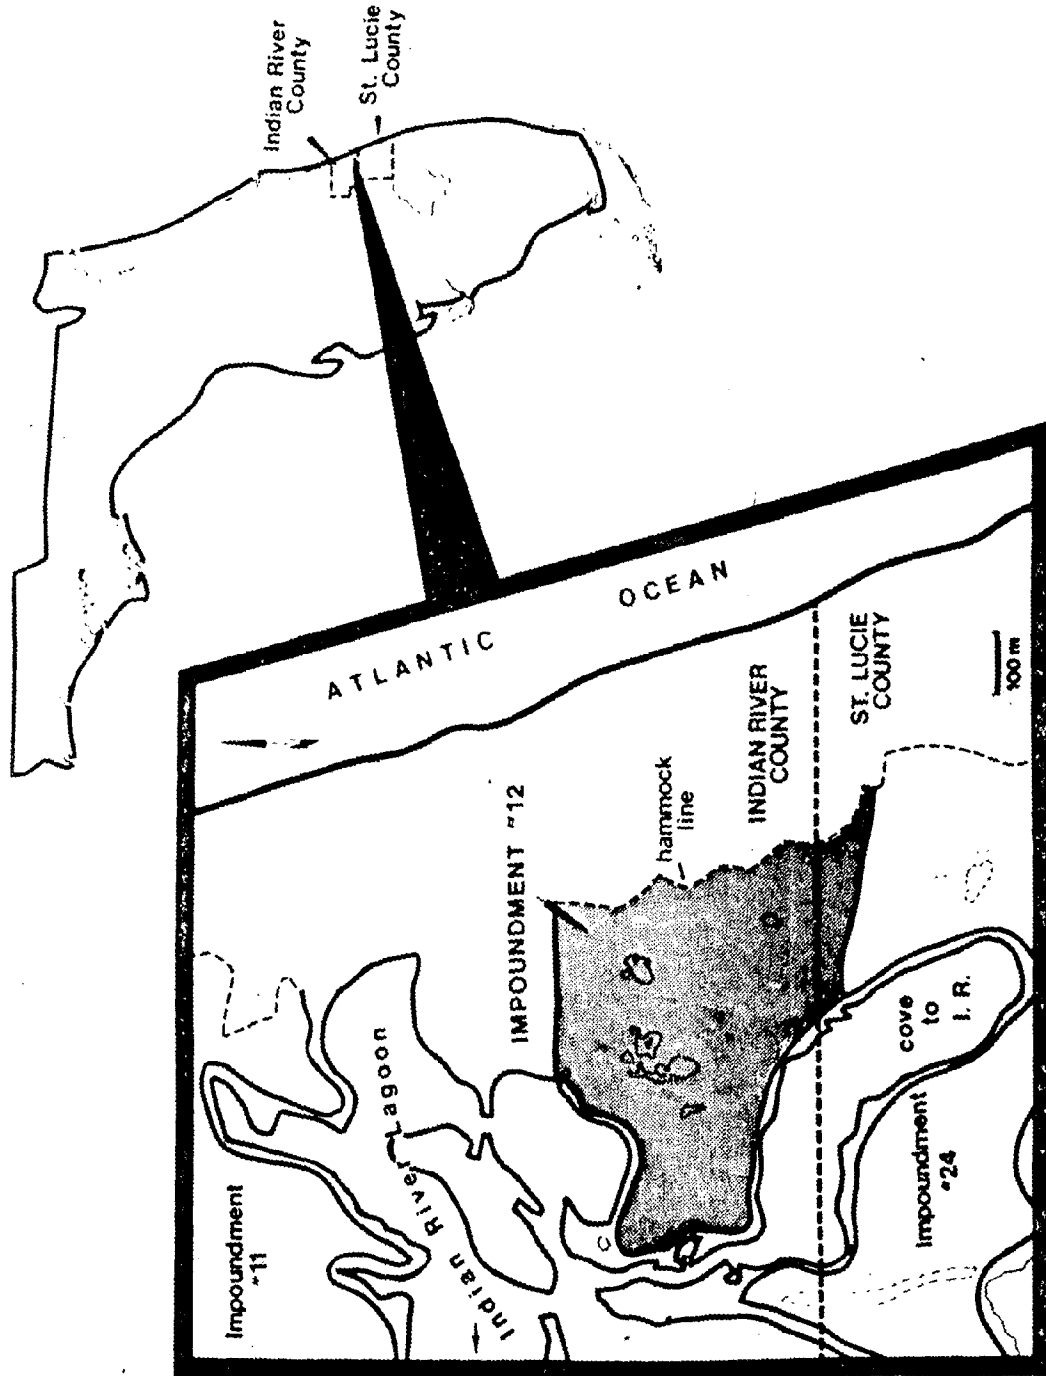 Indian River
County
St. Lucie
County
ATLANTIC OCEAN
IMPOUNDMENT #12
hammock
line
INDIAN RIVER
COUNTY
ST. LUCIE
COUNTY
100 m
Impoundment
#11
Indian River Lagoon
cove
to
I. R.
Impoundment
#24
C